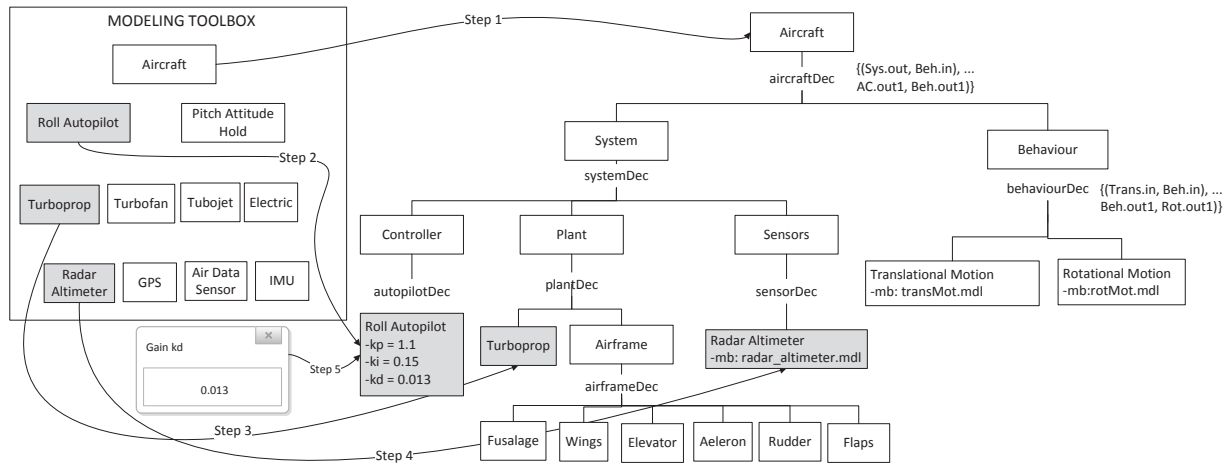 MODELING TOOLBOX
Aircraft
Roll Autopilot
Pitch Attitude
Hold
Turboprop
Turbofan
Tubojet
Electric
Radar
Altimeter
GPS
Air Data
Sensor
IMU
Step 1
Step 2
Step 3
Step 4
Step 5
Gain kd
×
0.013
Aircraft
aircraftDec
{(Sys.out, Beh.in), ...
AC.out1, Beh.out1)}
System
systemDec
Behaviour
behaviourDec
{(Trans.in, Beh.in), ...
Beh.out1, Rot.out1)}
Controller
autopilotDec
Plant
plantDec
Sensors
sensorDec
Translational Motion
-mb: transMot.mdl
Rotational Motion
-mb:rotMot.mdl
Roll Autopilot
-kp = 1.1
-ki = 0.15
-kd = 0.013
Turboprop
Airframe
airframeDec
Radar Altimeter
-mb: radar_altimeter.mdl
Fusalage
Wings
Elevator
Aeleron
Rudder
Flaps